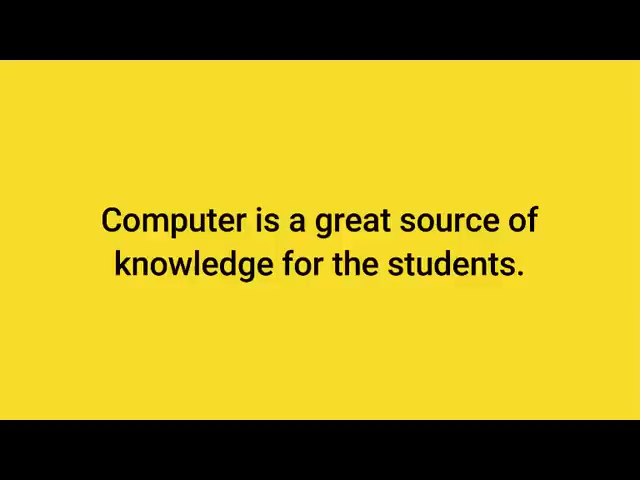 Computer is a great source of
knowledge for the students.